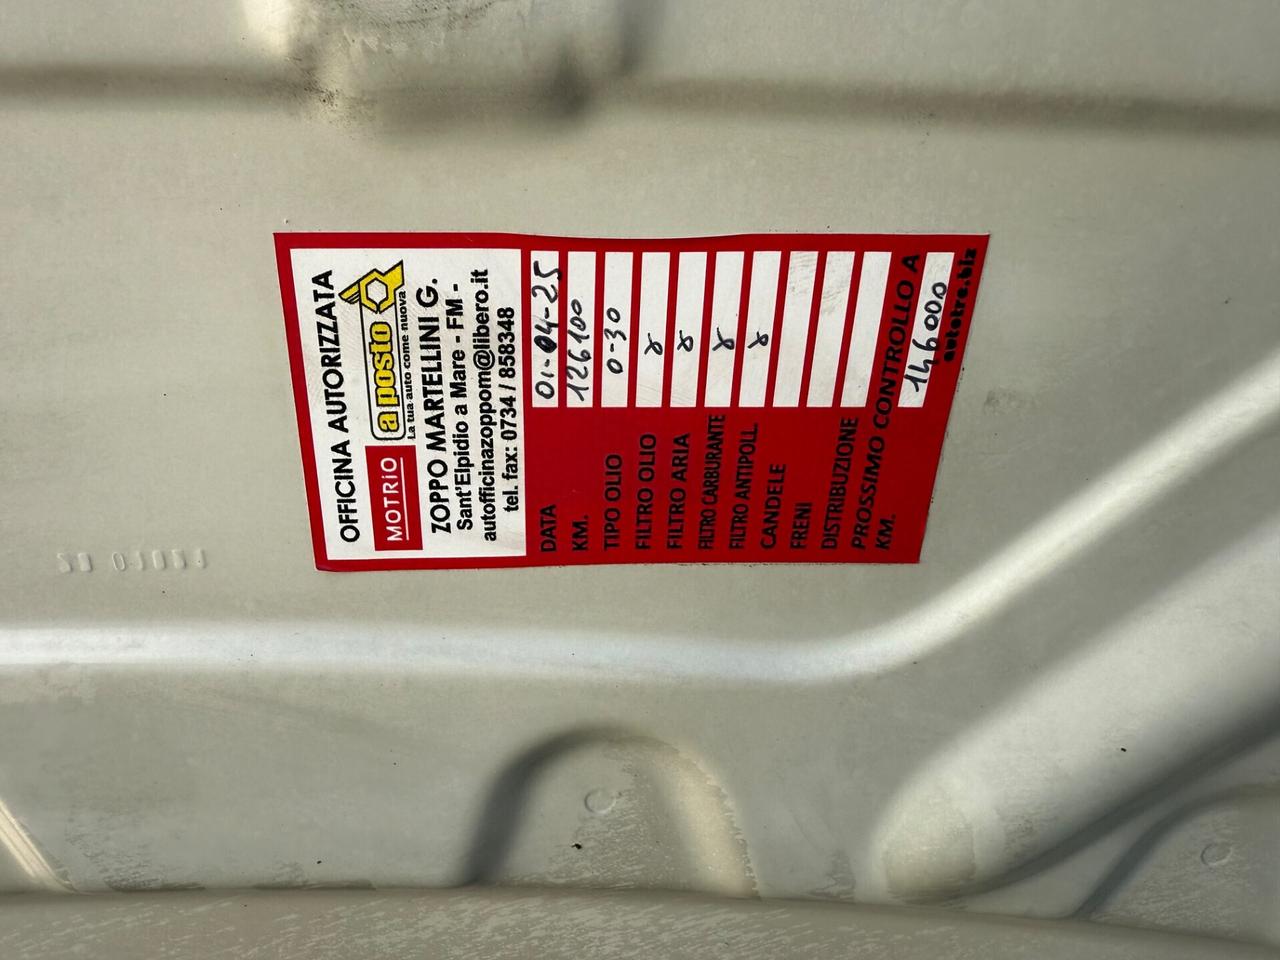 OFFICINA AUTORIZZATA
MOTRiO
a posto
La tua auto come nuova
ZOPPO MARTELLINI G.
Sant'Elpidio a Mare - FM -
autofficinazoppom@libero.it
tel. fax: 0734 / 858348
DATA 01-04-25
KM. 126100
TIPO OLIO 0-30
FILTRO OLIO
FILTRO ARIA
FILTRO CARBURANTE
FILTRO ANTIPOLL.
CANDELE
FRENI
DISTRIBUZIONE
PROSSIMO CONTROLLO A
KM. 146000
autotre.biz